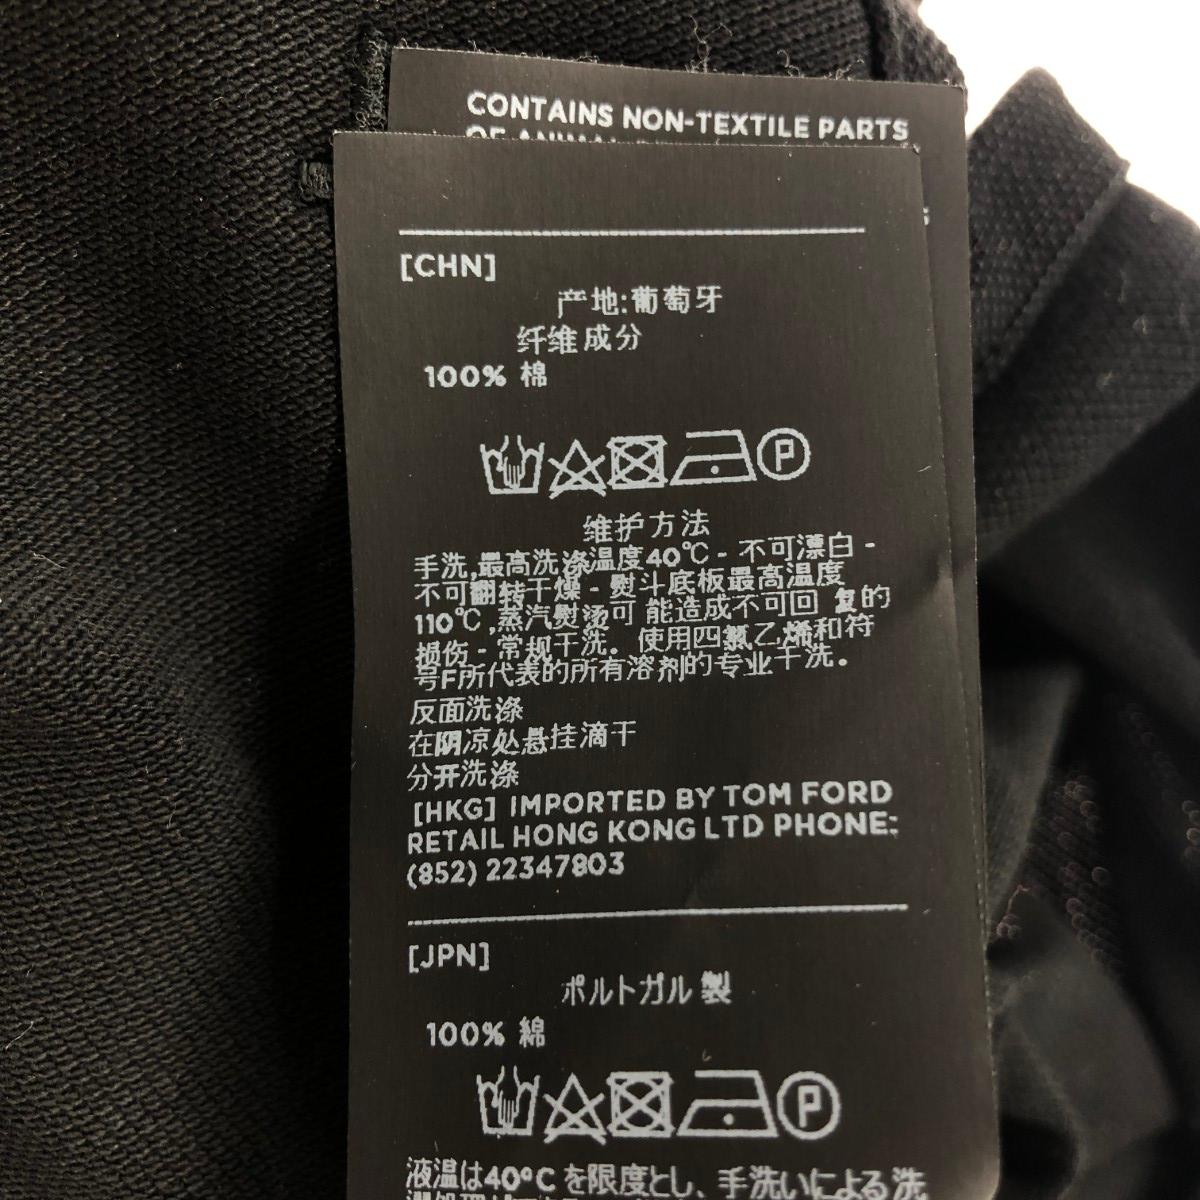 CONTAINS NON-TEXTILE PARTS
[CHN]
产地:葡萄牙
纤维成分
100% 棉
P
维护方法
手洗,最高洗涤温度40℃ - 不可漂白 -
不可翻转干燥 - 熨斗底板最高温度
110℃,蒸汽熨烫可 能造成不可回 复的
损伤 - 常规干洗。使用四氯乙烯和符
号F所代表的所有溶剂的专业干洗。
反面洗涤
在阴凉处悬挂滴干
分开洗涤
[HKG] IMPORTED BY TOM FORD
RETAIL HONG KONG LTD PHONE:
(852) 22347803
[JPN]
ポルトガル 製
100% 綿
P
液温は40°C を限度とし、手洗いによる洗